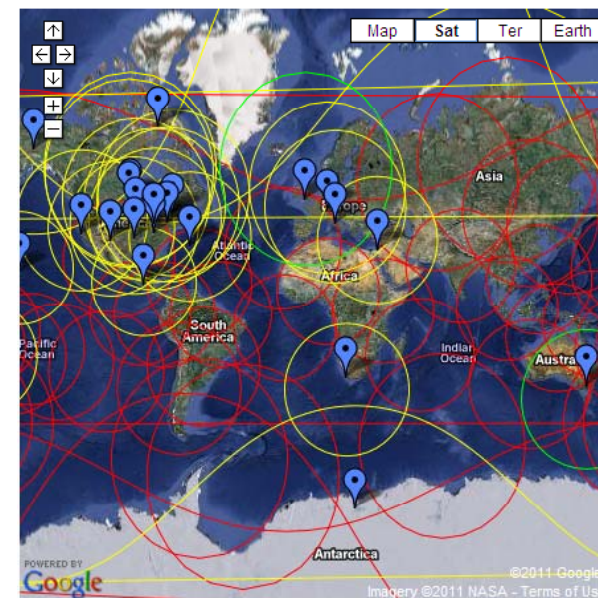 Map Sat Ter Earth
Asia
Europe
America
Atlantic
Ocean
Africa
South
America
Pacific
Ocean
Indian
Ocean
Austra
Antarctica
POWERED BY
Google
©2011 Google
Imagery ©2011 NASA - Terms of Us